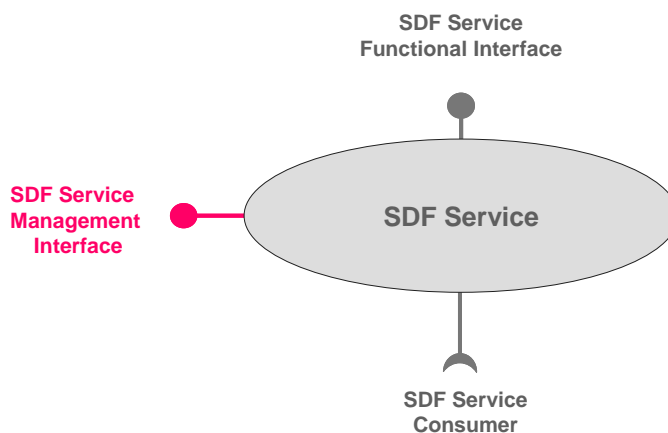 SDF Service
Functional Interface
SDF Service
Management
Interface
SDF Service
SDF Service
Consumer